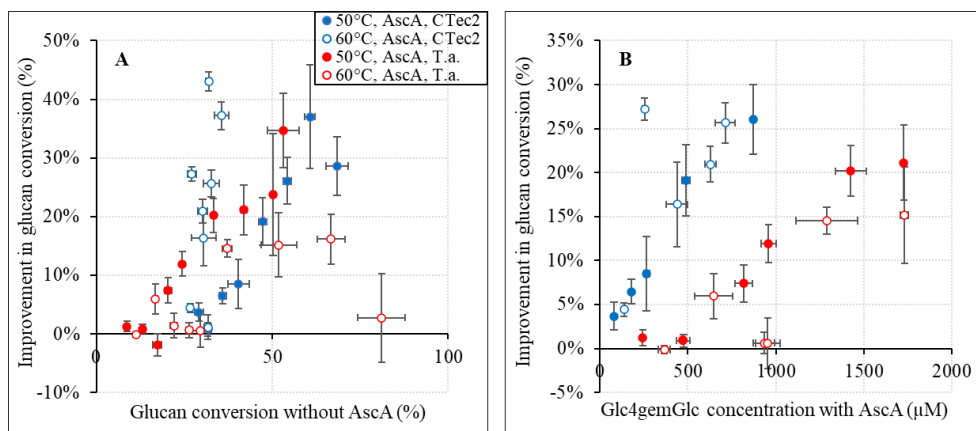 50°C, AscA, CTec2
60°C, AscA, CTec2
50°C, AscA, T.a.
60°C, AscA, T.a.
A
50%
40%
30%
20%
10%
0%
-10%
0
50
100
Improvement in glucan conversion (%)
Glucan conversion without AscA (%)
B
35%
30%
25%
20%
15%
10%
5%
0%
-5%
0
500
1000
1500
2000
Improvement in glucan conversion (%)
Glc4gemGlc concentration with AscA (µM)